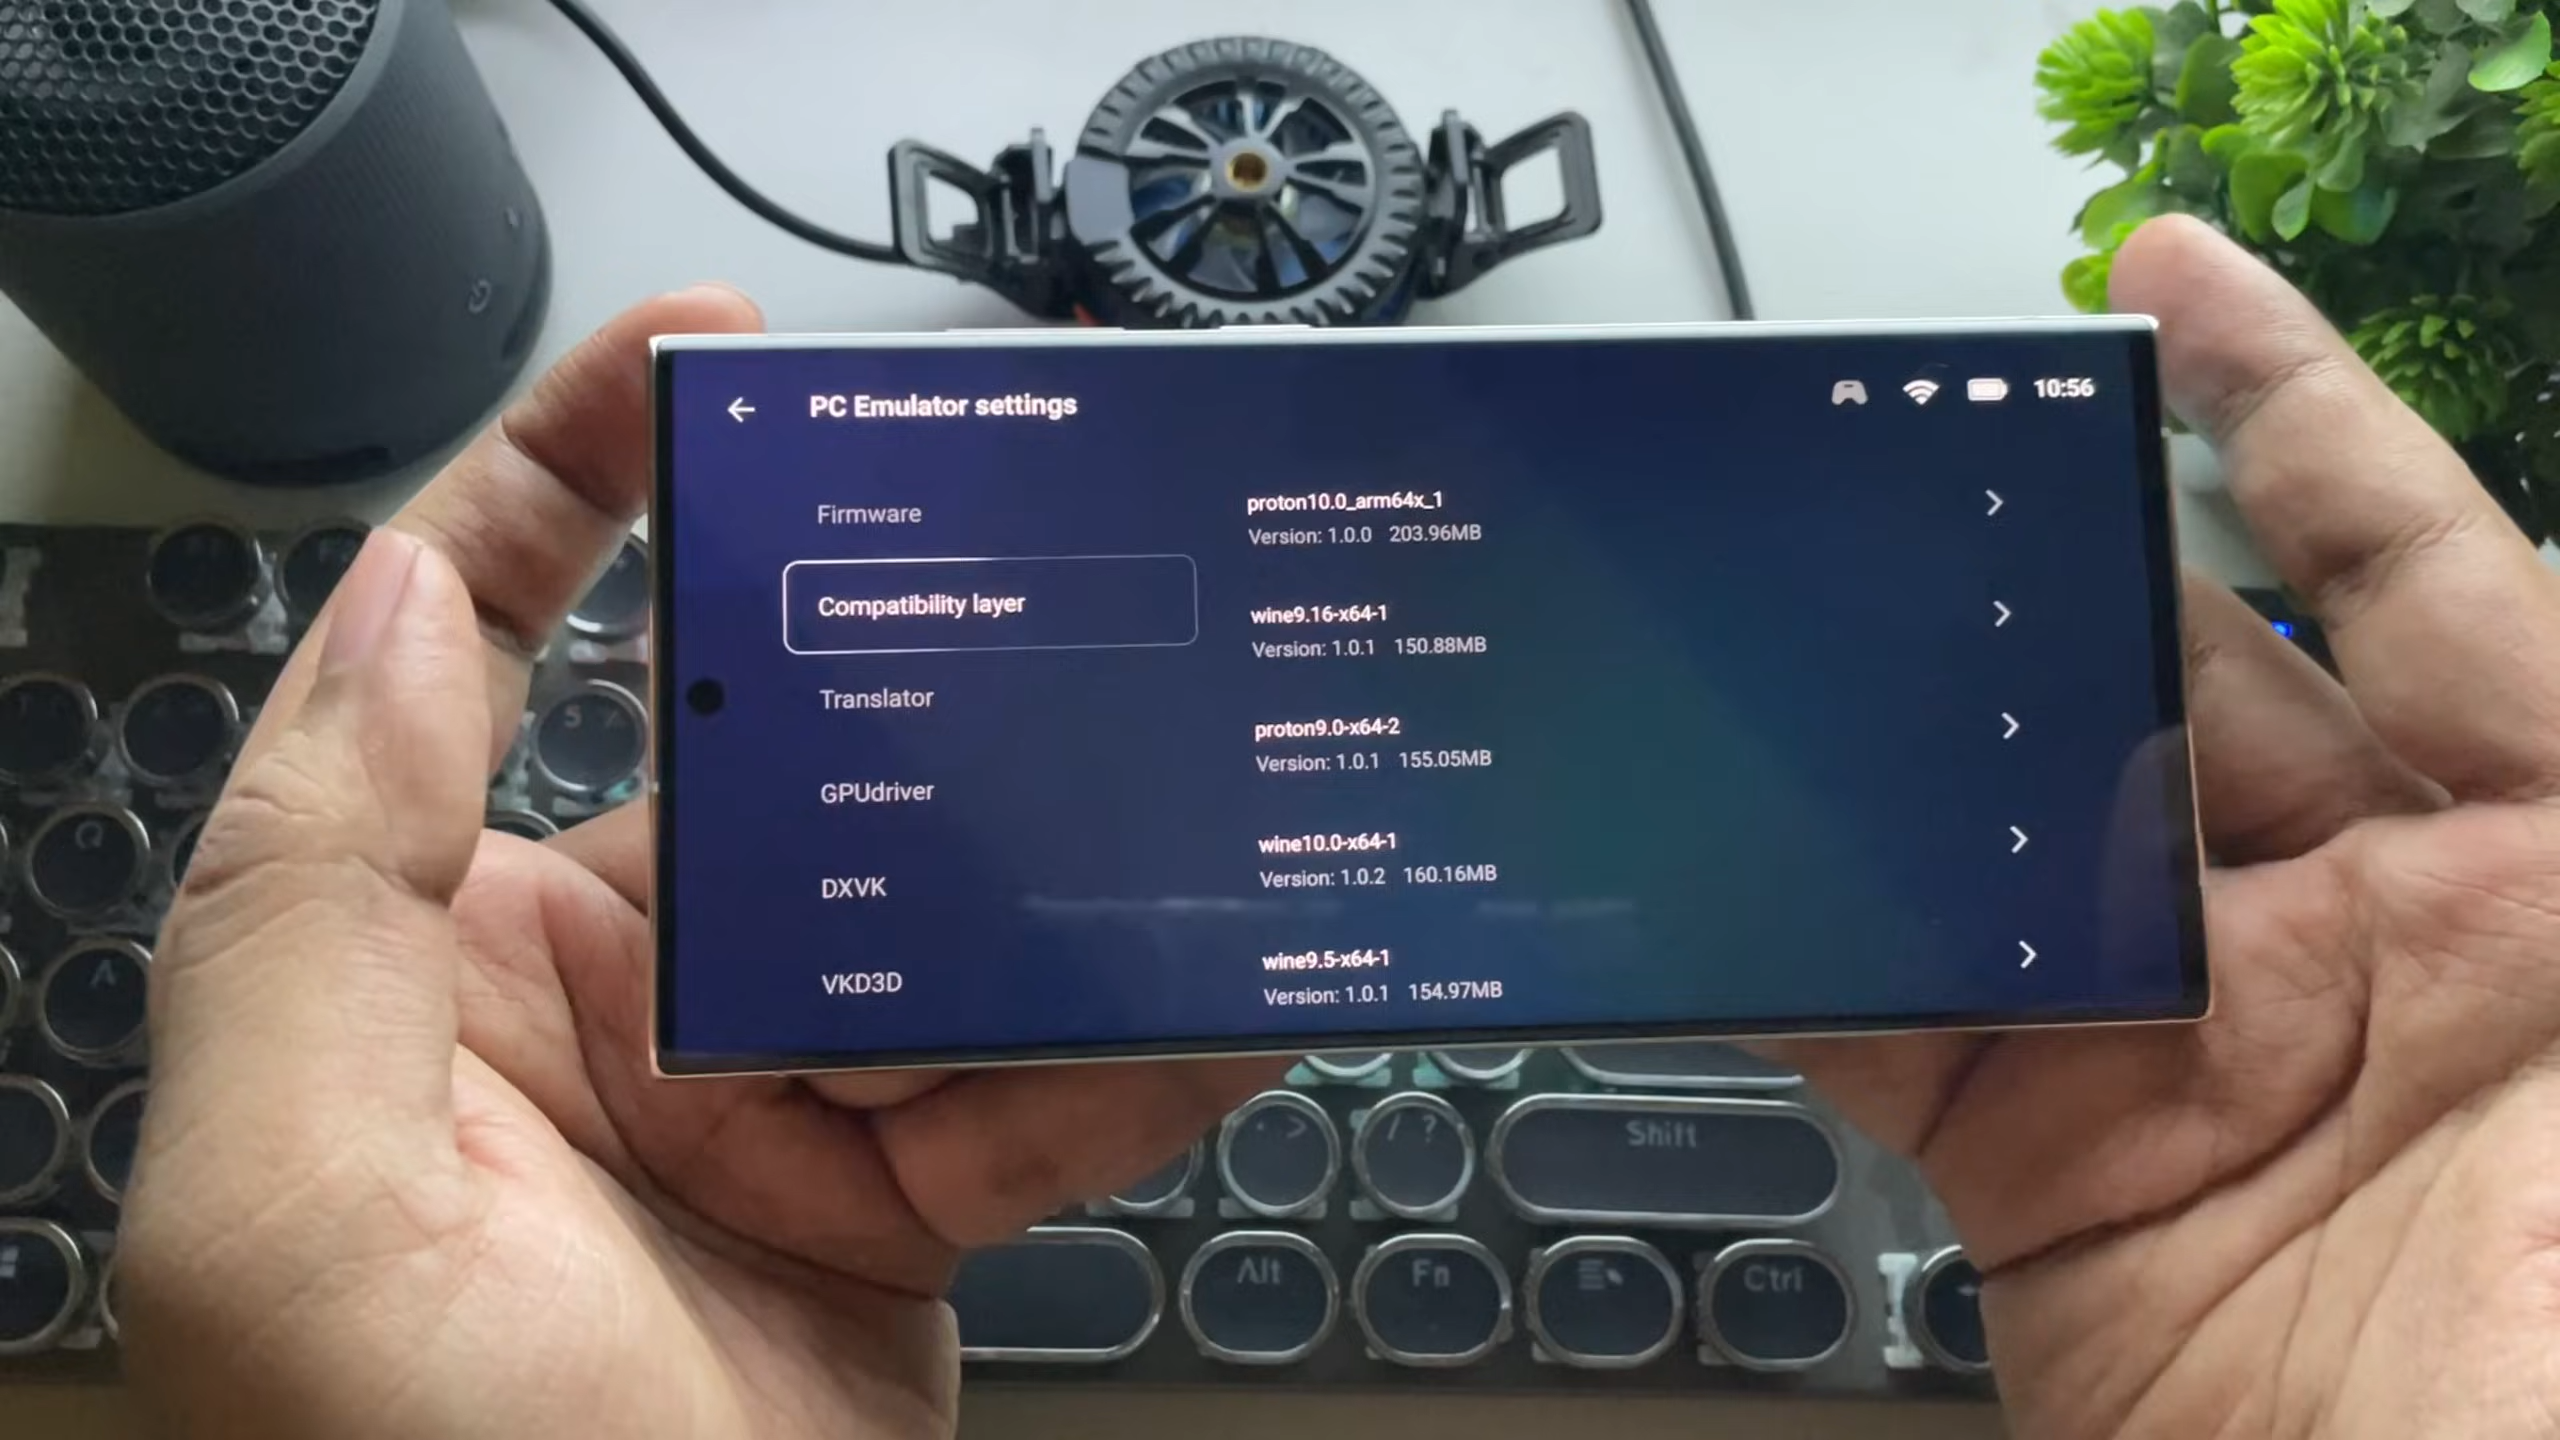 PC Emulator settings
10:56
Firmware
Compatibility layer
Translator
GPUdriver
DXVK
VKD3D
proton10.0_arm64x_1
Version: 1.0.0 203.96MB
wine9.16-x64-1
Version: 1.0.1 150.88MB
proton9.0-x64-2
Version: 1.0.1 155.05MB
wine10.0-x64-1
Version: 1.0.2 160.16MB
wine9.5-x64-1
Version: 1.0.1 154.97MB
Q
A
. >
/ ?
Shift
Alt
Fn
Ctrl